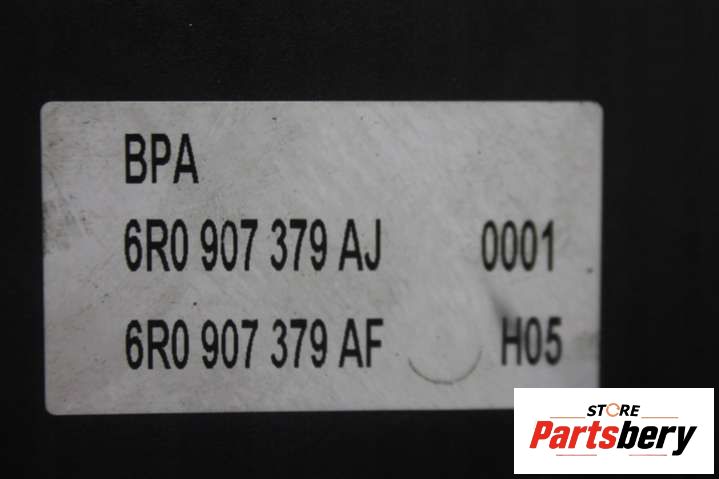 BPA
6R0 907 379 AJ 0001
6R0 907 379 AF H05
STORE
Partsbery